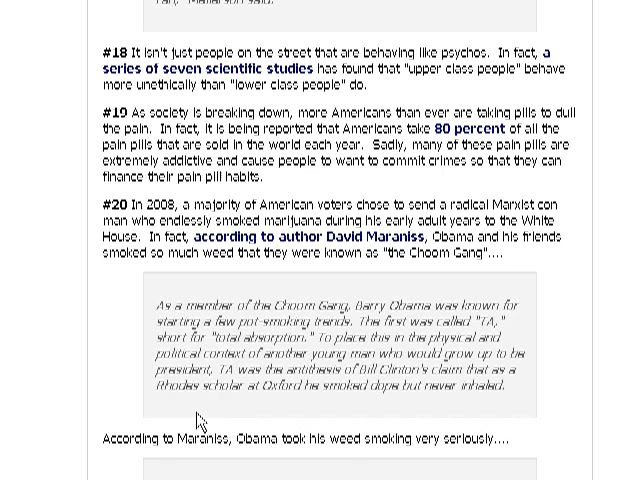 #18 It isn't just people on the street that are behaving like psychos. In fact, a
series of seven scientific studies has found that "upper class people" behave
more unethically than "lower class people" do.
#19 As society is breaking down, more Americans than ever are taking pills to dull
the pain. In fact, it is being reported that Americans take 80 percent of all the
pain pills that are sold in the world each year. Sadly, many of these pain pills are
extremely addictive and cause people to want to commit crimes so that they can
finance their pain pill habits.
#20 In 2008, a majority of American voters chose to send a radical Marxist con
man who endlessly smoked marijuana during his early adult years to the White
House. In fact, according to author David Maraniss, Obama and his friends
smoked so much weed that they were known as "the Choom Gang"....
As a member of the Choom Gang, Barry Obama was known for
starting a few pot-smoking trends. The first was called "TA,"
short for "total absorption." To place this in the physical and
political context of another young man who would grow up to be
president, TA was the antithesis of Bill Clinton's claim that as a
Rhodes scholar at Oxford he smoked dope but never inhaled.
According to Maraniss, Obama took his weed smoking very seriously....